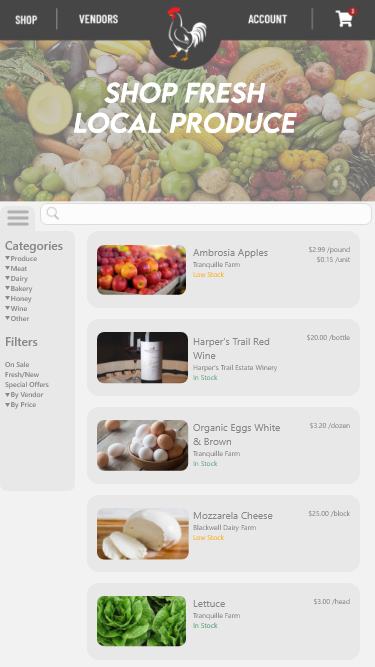 SHOP
VENDORS
ACCOUNT
SHOP FRESH
LOCAL PRODUCE
Categories
▼Produce
▼Meat
▼Dairy
▼Bakery
▼Honey
▼Wine
▼Other
Filters
On Sale
Fresh/New
Special Offers
▼By Vendor
▼By Price
Ambrosia Apples
Tranquille Farm
Low Stock
$2.99 /pound
$0.15 /unit
Harper's Trail Red
Wine
Harper's Trail Estate Winery
In Stock
$20.00 /bottle
Organic Eggs White
& Brown
Tranquille Farm
In Stock
$3.20 /dozen
Mozzarela Cheese
Blackwell Dairy Farm
Low Stock
$25.00 /block
Lettuce
Tranquille Farm
In Stock
$3.00 /head